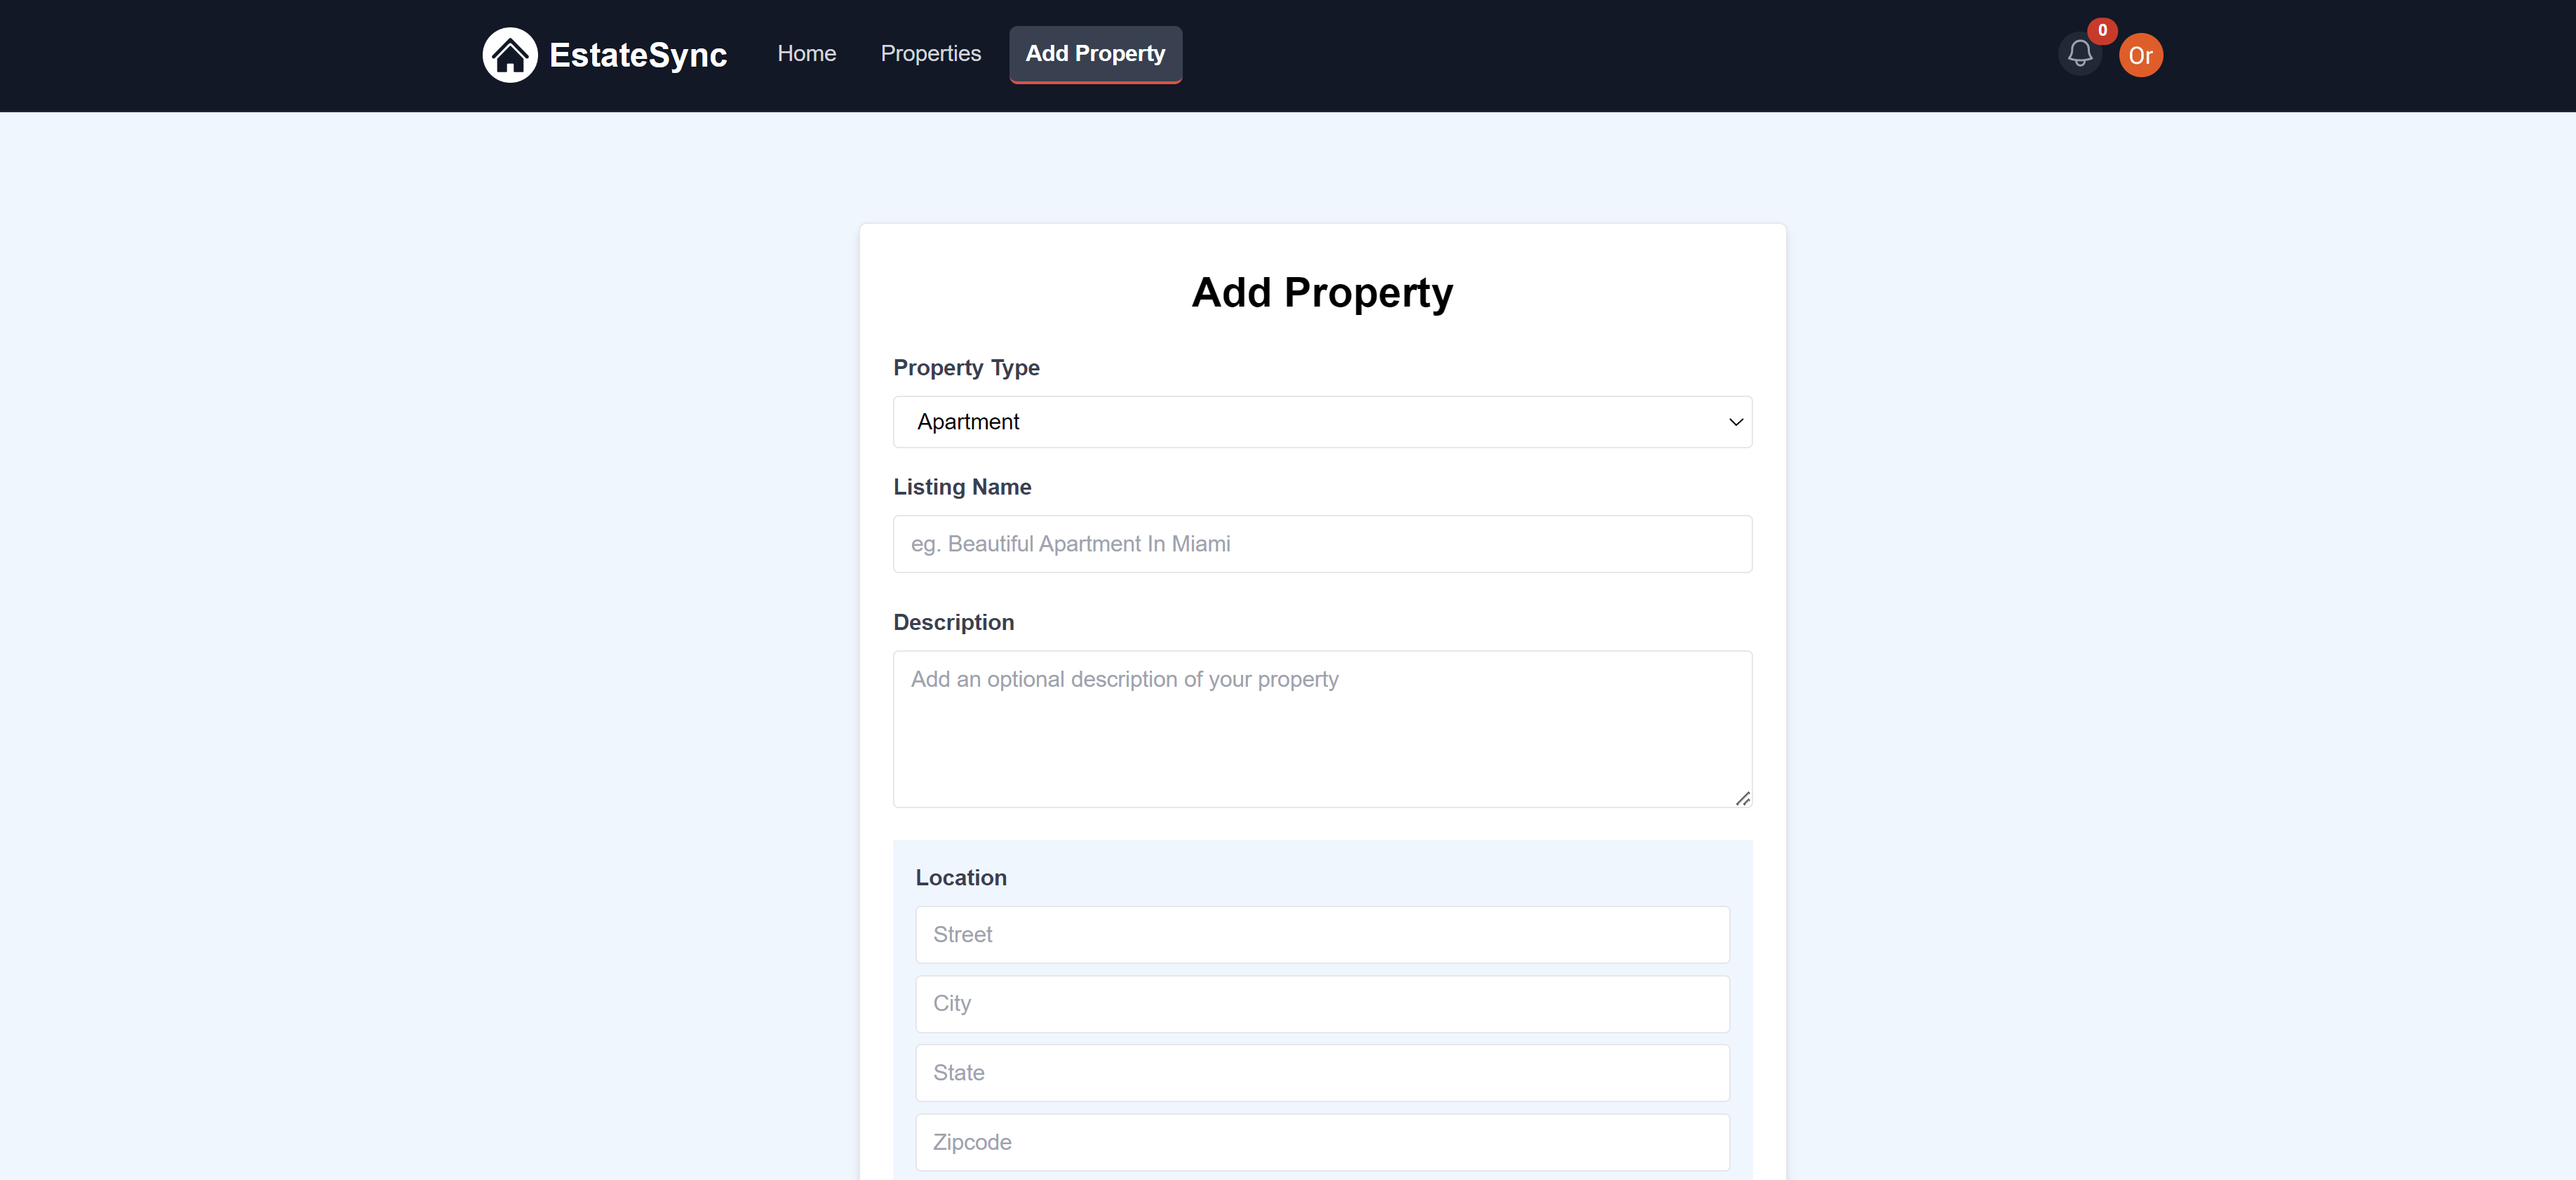 EstateSync Home Properties Add Property 0 Or
Add Property
Property Type
Apartment
Listing Name
eg. Beautiful Apartment In Miami
Description
Add an optional description of your property
Location
Street
City
State
Zipcode